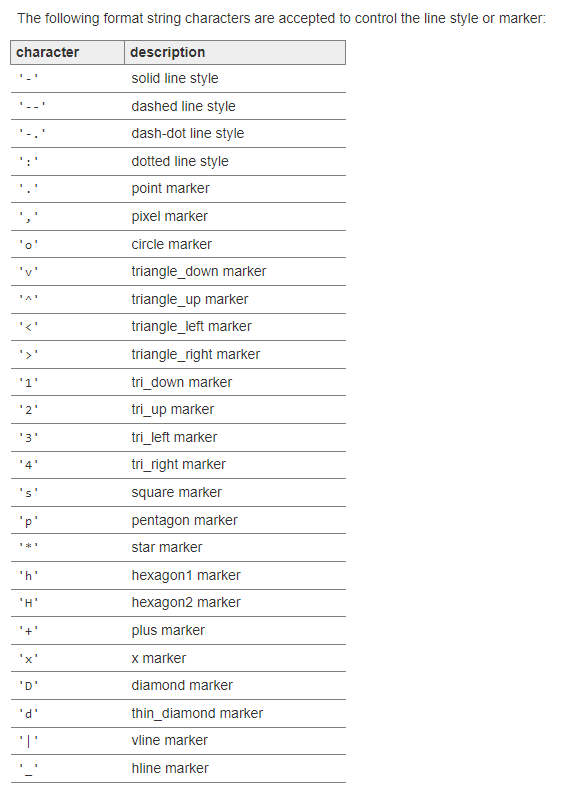 The following format string characters are accepted to control the line style or marker:
character description
'-' solid line style
'--' dashed line style
'-.' dash-dot line style
':' dotted line style
'.' point marker
',' pixel marker
'o' circle marker
'v' triangle_down marker
'^' triangle_up marker
'<' triangle_left marker
'>' triangle_right marker
'1' tri_down marker
'2' tri_up marker
'3' tri_left marker
'4' tri_right marker
's' square marker
'p' pentagon marker
'*' star marker
'h' hexagon1 marker
'H' hexagon2 marker
'+' plus marker
'x' x marker
'D' diamond marker
'd' thin_diamond marker
'|' vline marker
'_' hline marker